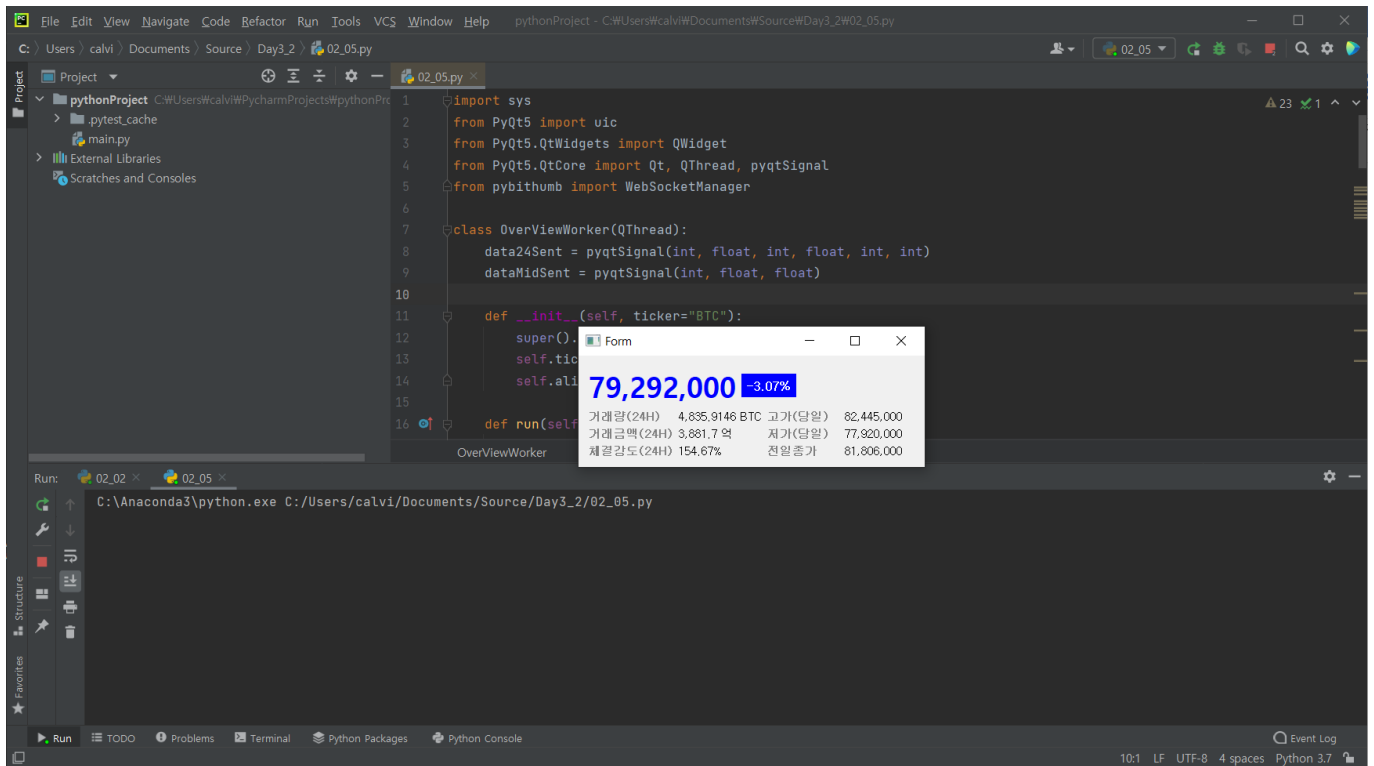 File Edit View Navigate Code Refactor Run Tools VCS Window Help pythonProject - C:₩Users₩calvi₩Documents₩Source₩Day3_2₩02_05.py
C: Users calvi Documents Source Day3_2 02_05.py 02_05
Project
Project
02_05.py
pythonProject C:₩Users₩calvi₩PycharmProjects₩pythonPro
.pytest_cache
main.py
External Libraries
Scratches and Consoles
23 1
1 import sys
2 from PyQt5 import uic
3 from PyQt5.QtWidgets import QWidget
4 from PyQt5.QtCore import Qt, QThread, pyqtSignal
5 from pybithumb import WebSocketManager
6
7 class OverViewWorker(QThread):
8 data24Sent = pyqtSignal(int, float, int, float, int, int)
9 dataMidSent = pyqtSignal(int, float, float)
10
11 def __init__(self, ticker="BTC"):
12 super().
13 self.tic
14 self.ali
15
16 def run(self
OverViewWorker
Form
79,292,000 -3.07%
거래량(24H) 4,835.9146 BTC 고가(당일) 82,445,000
거래금액(24H) 3,881.7 억 저가(당일) 77,920,000
체결강도(24H) 154.67% 전일종가 81,806,000
Run: 02_02 02_05
C:\Anaconda3\python.exe C:/Users/calvi/Documents/Source/Day3_2/02_05.py
Structure
Favorites
Run TODO Problems Terminal Python Packages Python Console Event Log
10:1 LF UTF-8 4 spaces Python 3.7